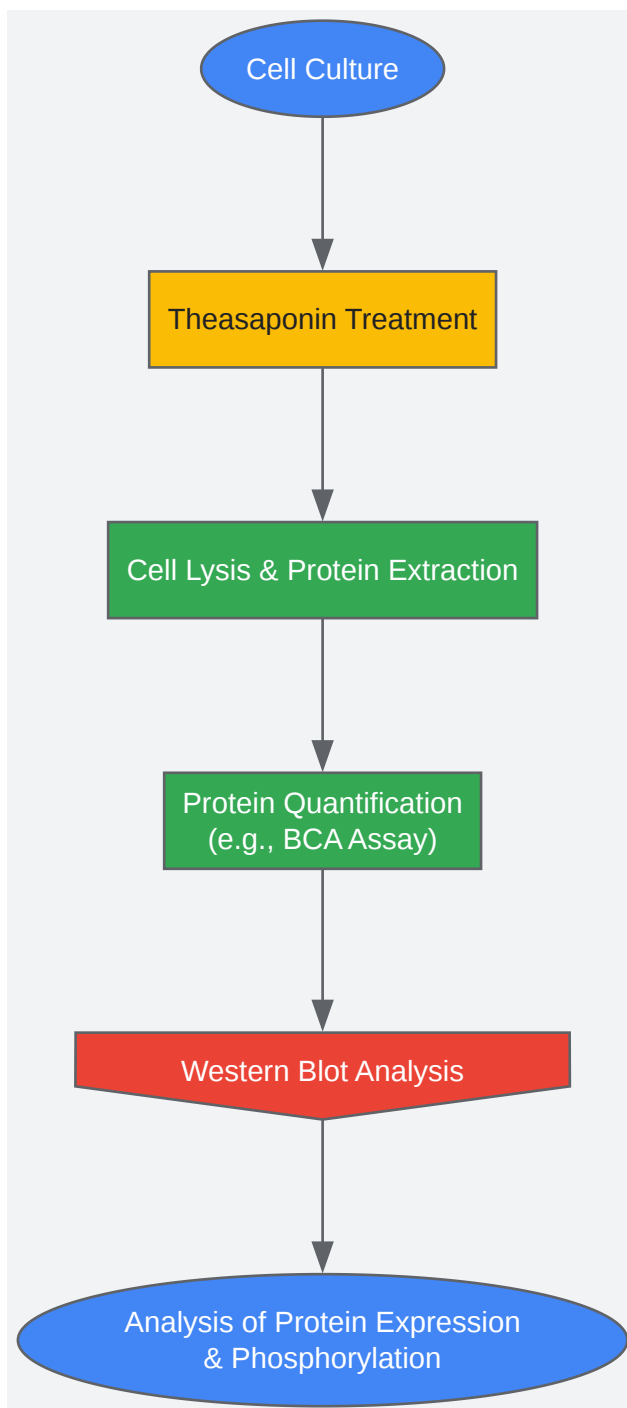 Cell Culture
Theasaponin Treatment
Cell Lysis & Protein Extraction
Protein Quantification
(e.g., BCA Assay)
Western Blot Analysis
Analysis of Protein Expression
& Phosphorylation